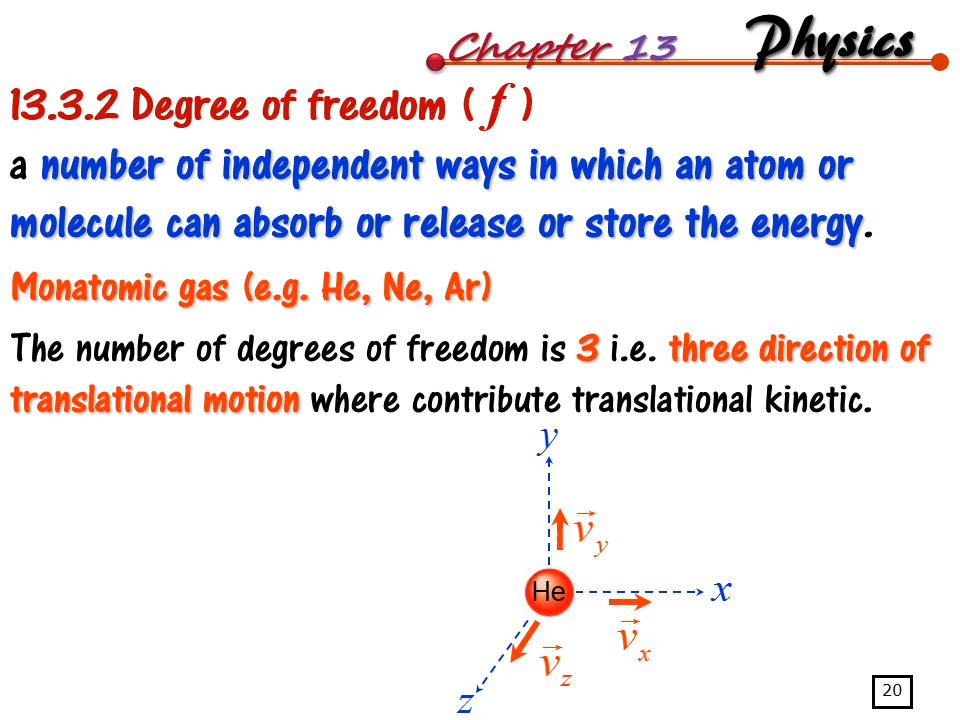 Chapter 13 Physics
13.3.2 Degree of freedom ( f )
a number of independent ways in which an atom or
molecule can absorb or release or store the energy.
Monatomic gas (e.g. He, Ne, Ar)
The number of degrees of freedom is 3 i.e. three direction of
translational motion where contribute translational kinetic.
y
v⃗y
He
x
v⃗x
v⃗z
z
20